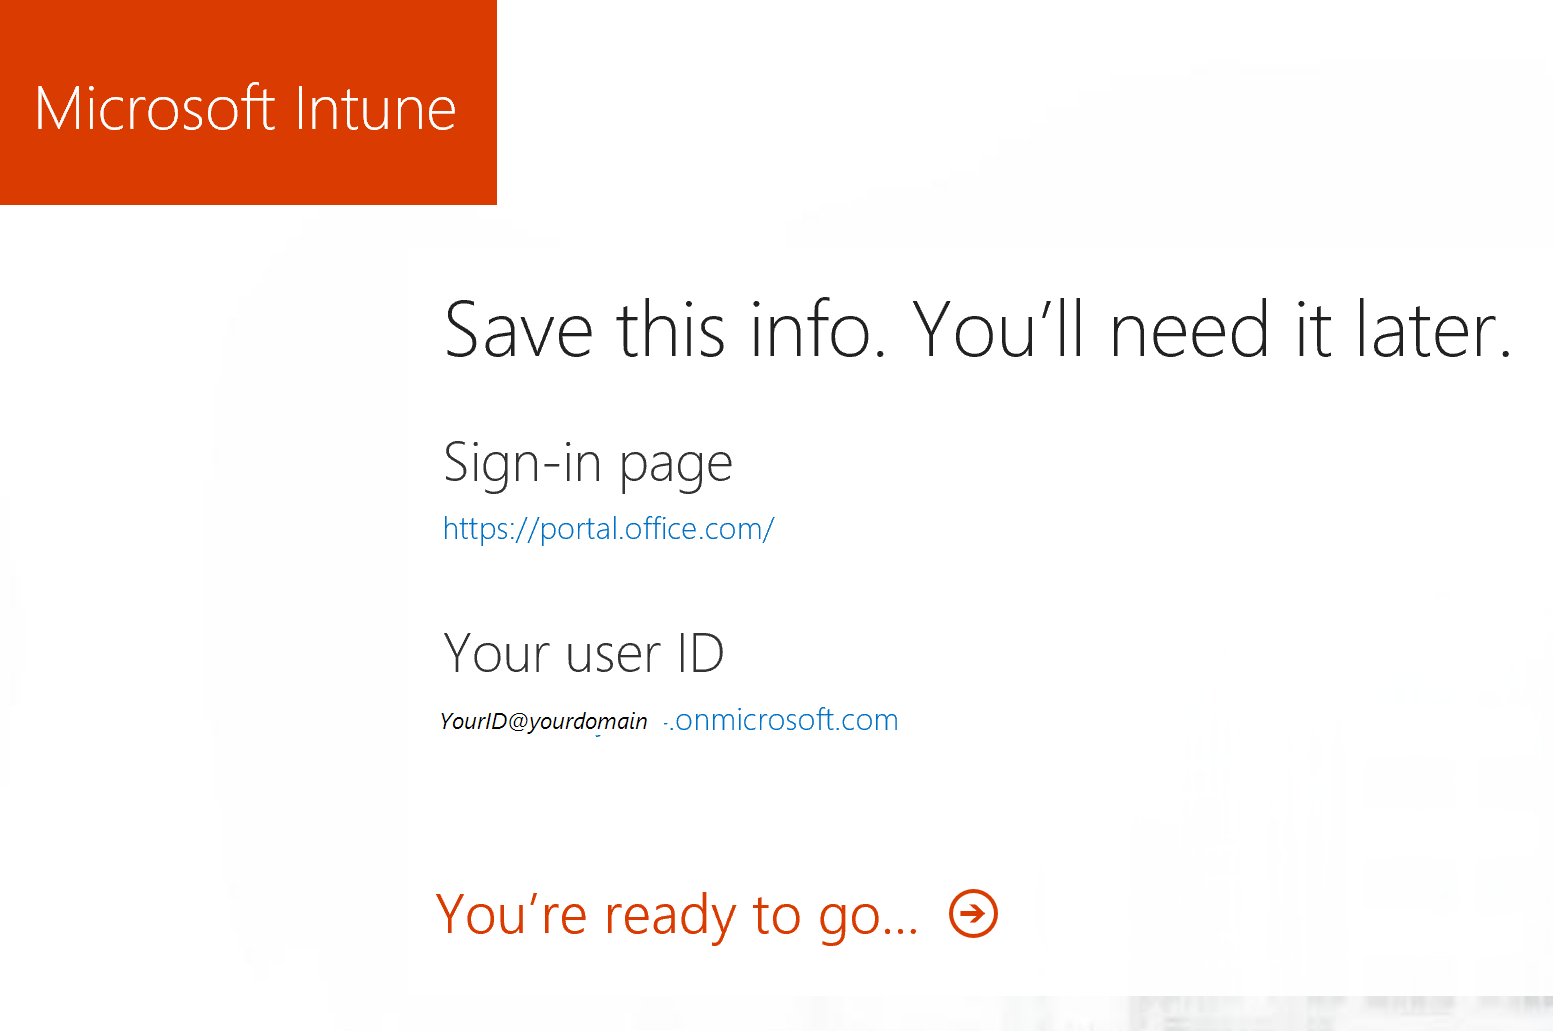 Microsoft Intune
Save this info. You’ll need it later.
Sign-in page
https://portal.office.com/
Your user ID
YourID@yourdomain -.onmicrosoft.com
You’re ready to go...